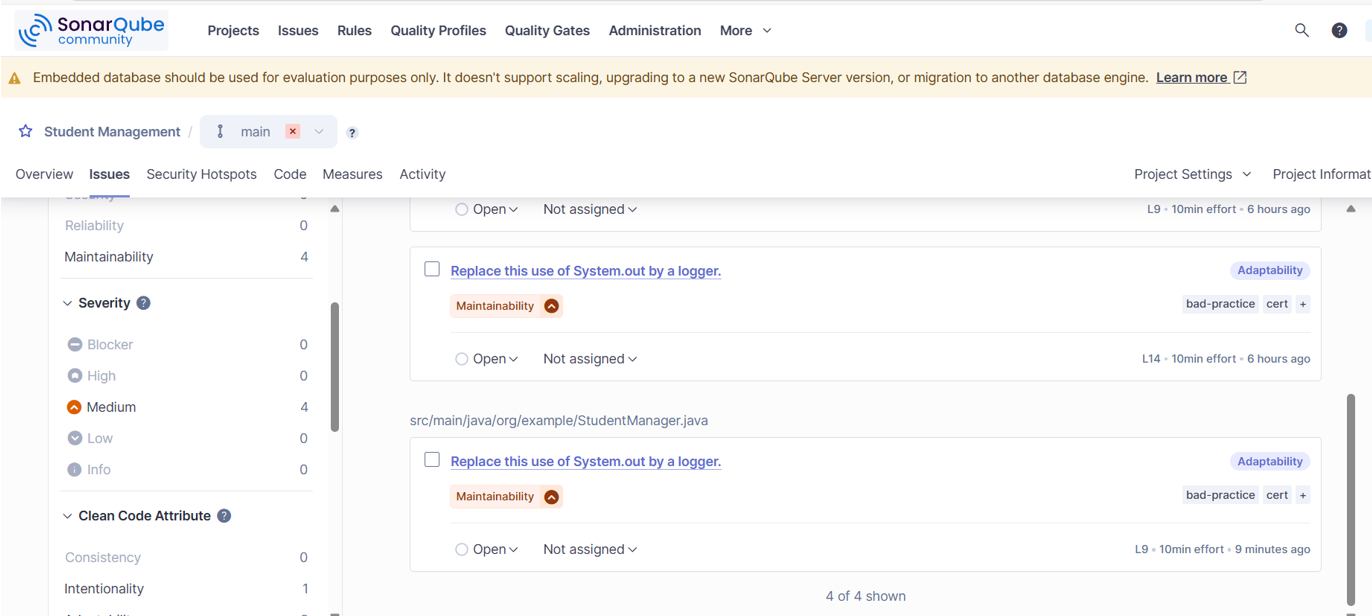 SonarQube
community
Projects Issues Rules Quality Profiles Quality Gates Administration More ?
Embedded database should be used for evaluation purposes only. It doesn't support scaling, upgrading to a new SonarQube Server version, or migration to another database engine. Learn more
Student Management / main ?
Overview Issues Security Hotspots Code Measures Activity Project Settings Project Informat
Reliability 0
Maintainability 4
Severity ?
Blocker 0
High 0
Medium 4
Low 0
Info 0
Clean Code Attribute ?
Consistency 0
Intentionality 1
Open Not assigned L9 • 10min effort • 6 hours ago
Replace this use of System.out by a logger. Adaptability
Maintainability bad-practice cert +
Open Not assigned L14 • 10min effort • 6 hours ago
src/main/java/org/example/StudentManager.java
Replace this use of System.out by a logger. Adaptability
Maintainability bad-practice cert +
Open Not assigned L9 • 10min effort • 9 minutes ago
4 of 4 shown